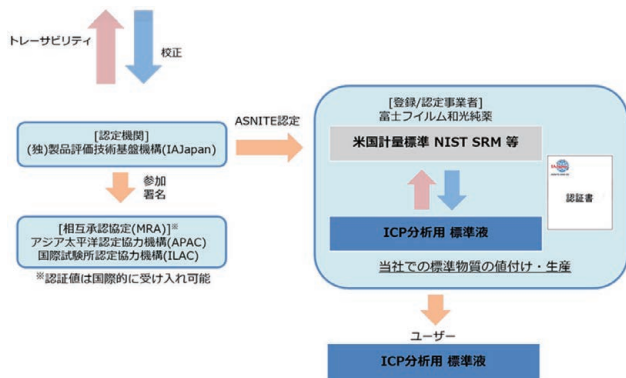 トレーサビリティ
校正
[認定機関]
(独)製品評価技術基盤機構(IAJapan)
ASNITE認定
参加
署名
[相互承認協定(MRA)]※
アジア太平洋認定協力機構(APAC)
国際試験所認定協力機構(ILAC)
※認証値は国際的に受け入れ可能
[登録/認定事業者]
富士フイルム和光純薬
米国計量標準 NIST SRM 等
認証書
ICP分析用 標準液
当社での標準物質の値付け・生産
ユーザー
ICP分析用 標準液